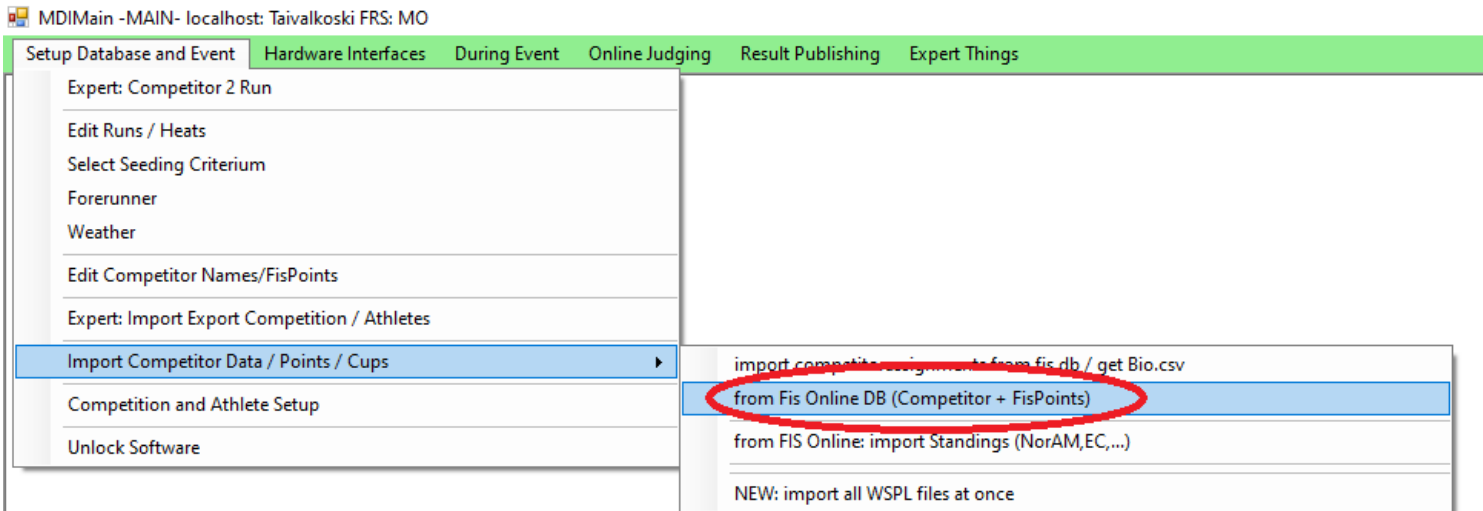 MDIMain -MAIN- localhost: Taivalkoski FRS: MO
Setup Database and Event Hardware Interfaces During Event Online Judging Result Publishing Expert Things
Expert: Competitor 2 Run
Edit Runs / Heats
Select Seeding Criterium
Forerunner
Weather
Edit Competitor Names/FisPoints
Expert: Import Export Competition / Athletes
Import Competitor Data / Points / Cups
import competitor assignments from fis db / get Bio.csv
from Fis Online DB (Competitor + FisPoints)
Competition and Athlete Setup
from FIS Online: import Standings (NorAM,EC,...)
Unlock Software
NEW: import all WSPL files at once